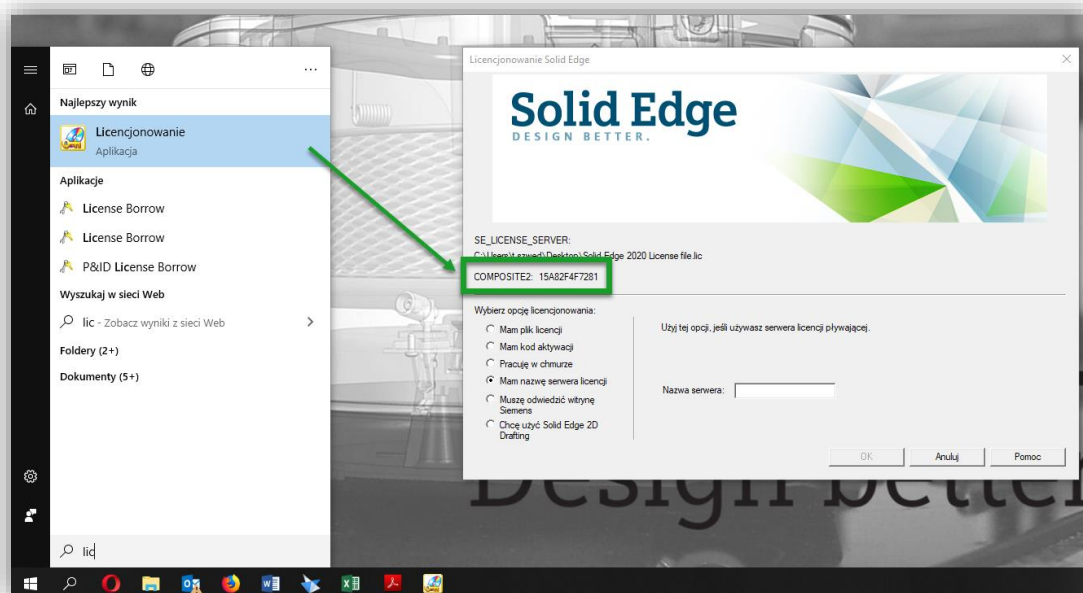 ...
Najlepszy wynik
Licencjonowanie
Aplikacja
Aplikacje
License Borrow
License Borrow
P&ID License Borrow
Wyszukaj w sieci Web
lic - Zobacz wyniki z sieci Web
Foldery (2+)
Dokumenty (5+)
lic
Licencjonowanie Solid Edge
Solid Edge
DESIGN BETTER.
SE_LICENSE_SERVER:
C:\Users\t.szwed\Desktop\Solid Edge 2020 License file.lic
COMPOSITE2: 15A82F4F7281
Wybierz opcję licencjonowania:
Mam plik licencji
Mam kod aktywacji
Pracuję w chmurze
Mam nazwę serwera licencji
Muszę odwiedzić witrynę
Siemens
Chcę użyć Solid Edge 2D
Drafting
Użyj tej opcji, jeśli używasz serwera licencji pływającej.
Nazwa serwera:
OK
Anuluj
Pomoc
Design better